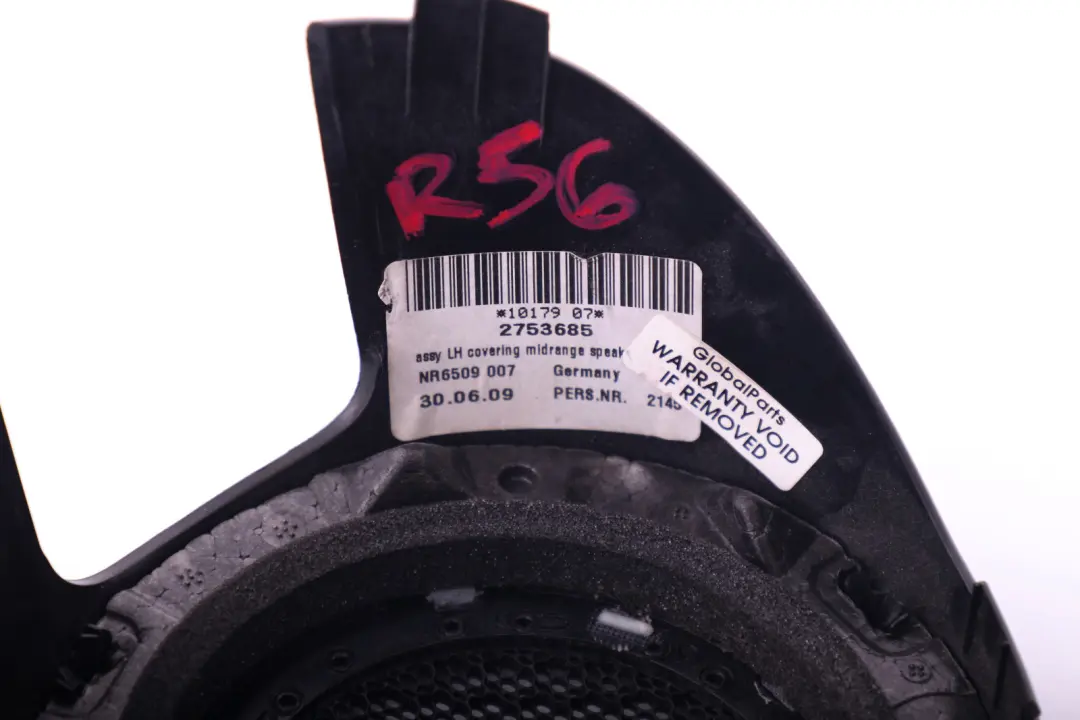 R56
*10179 07*
2753685
assy LH covering midrange speak
NR6509 007 Germany
30.06.09 PERS.NR. 2145
GlobalParts
WARRANTY VOID
IF REMOVED